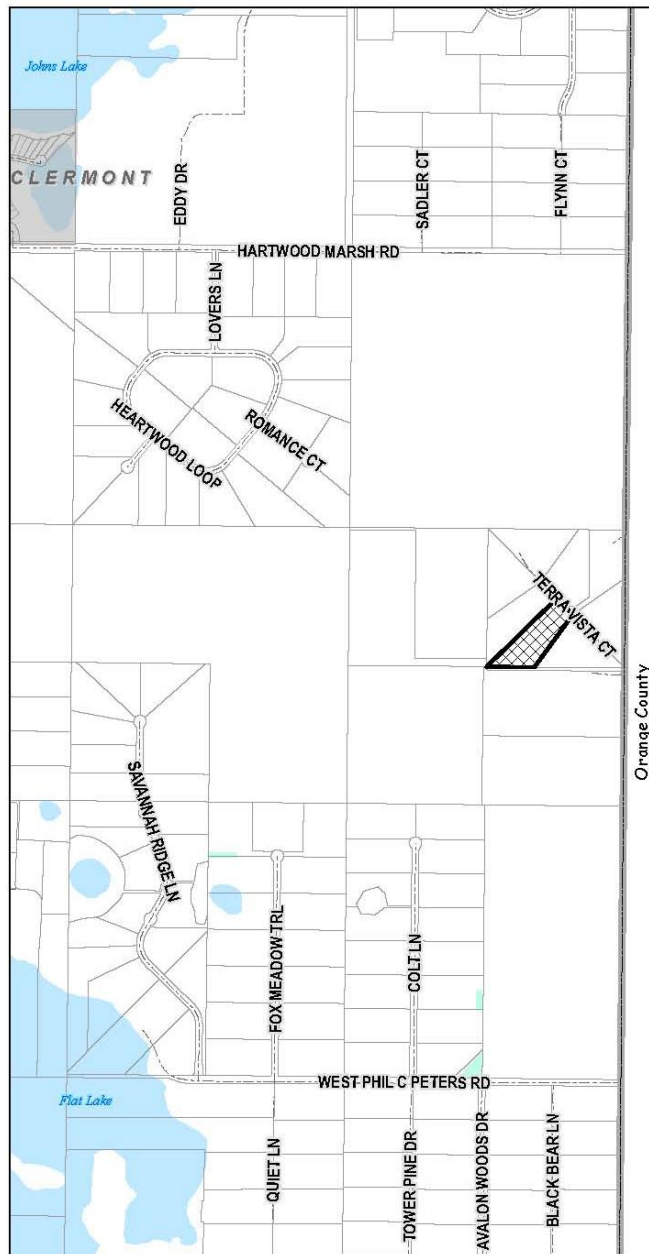 Johns Lake
CLERMONT
EDDY DR
SADLER CT
FLYNN CT
HARTWOOD MARSH RD
LOVERS LN
HEARTWOOD LOOP
ROMANCE CT
TERRA VISTA CT
Orange County
SAVANNAH RIDGE LN
FOX MEADOW TRL
COLT LN
WEST PHIL C PETERS RD
Flat Lake
QUIET LN
TOWER PINE DR
AVALON WOODS DR
BLACK BEAR LN